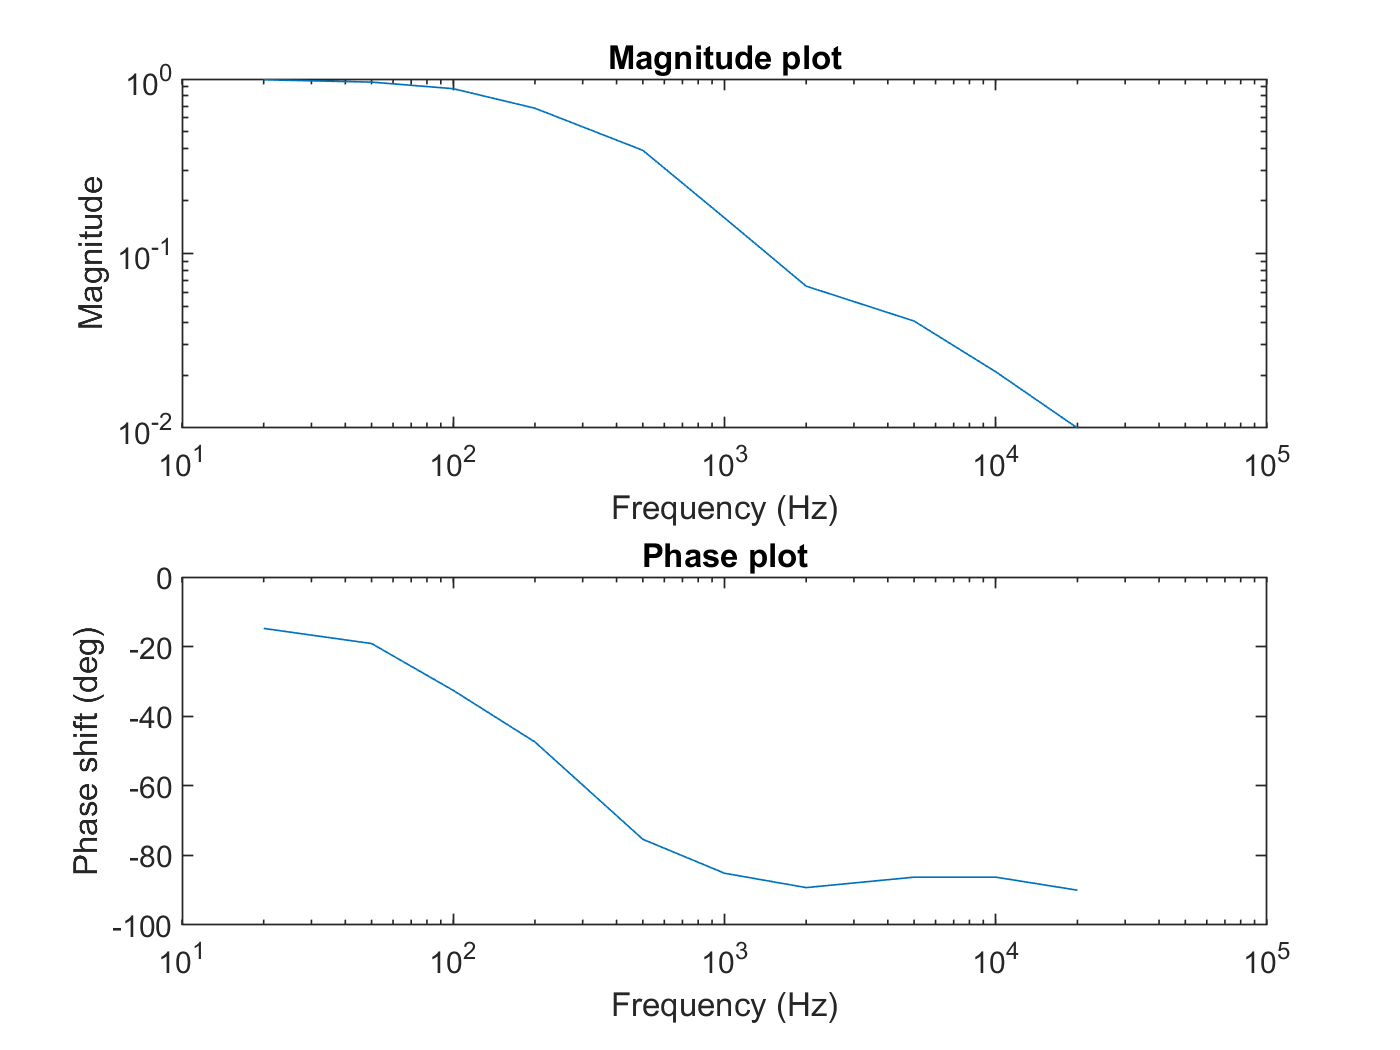 Magnitude plot
10^0
10^-1
10^-2
Magnitude
10^1 10^2 10^3 10^4 10^5
Frequency (Hz)
Phase plot
0
-20
-40
-60
-80
-100
Phase shift (deg)
10^1 10^2 10^3 10^4 10^5
Frequency (Hz)